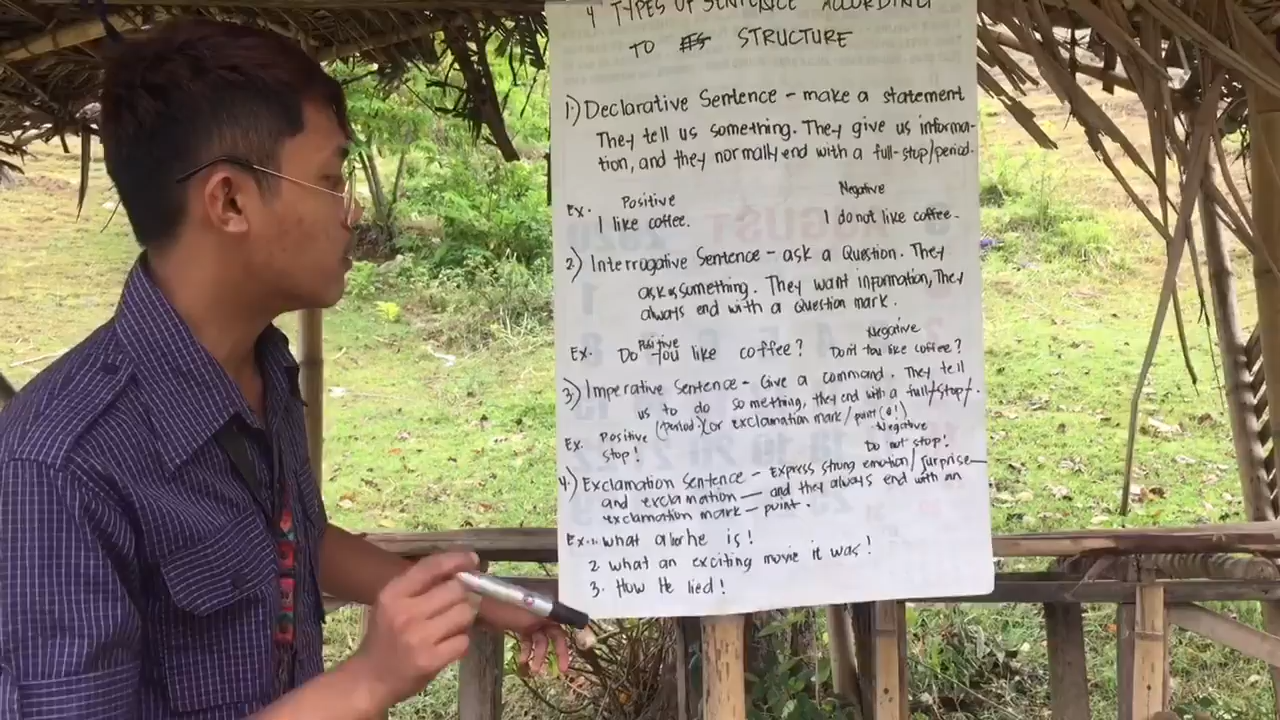 4 TYPES OF SENTENCE ACCORDING
TO STRUCTURE
1.) Declarative Sentence - make a statement
They tell us something. They give us informa-
tion, and they normally end with a full-stop/period.
Positive Negative
Ex. I like coffee. I do not like coffee.
2.) Interrogative Sentence - ask a Question. They
ask us something. They want information, They
always end with a question mark.
Positive Negative
Ex. Do you like coffee? Don't you like coffee?
3.) Imperative Sentence - Give a command. They tell
us to do something, they end with a full/stop/.
(period.)(or exclamation mark/point (!)
Ex. Positive Negative
stop! Do not stop!
4.) Exclamation Sentence - Express strong emotion/surprise—
and exclamation — and they always end with an
exclamation mark — point.
Ex. 1. what a he is!
2. what an exciting movie it was!
3. How He lied!
AUGUST 2020